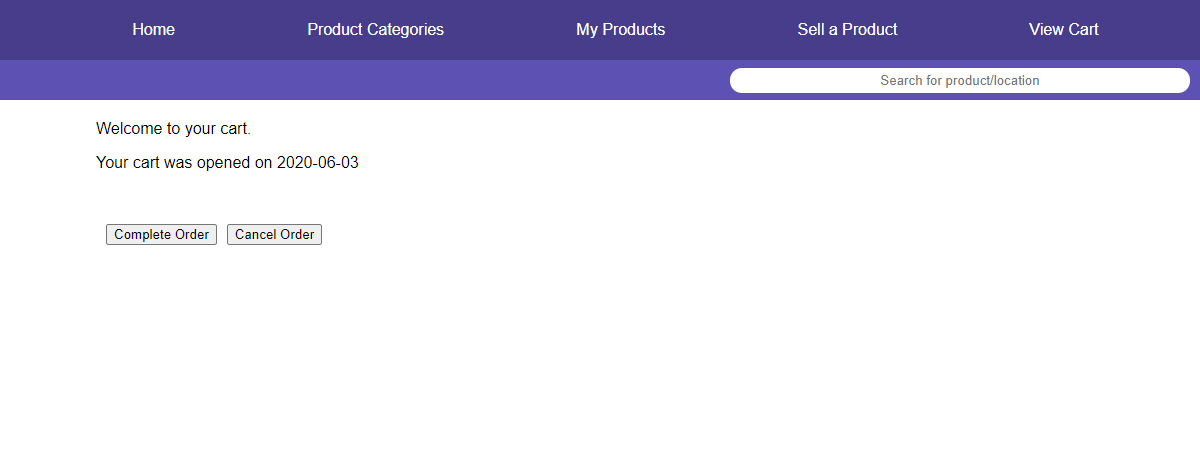 Home Product Categories My Products Sell a Product View Cart
Search for product/location
Welcome to your cart.
Your cart was opened on 2020-06-03
Complete Order Cancel Order